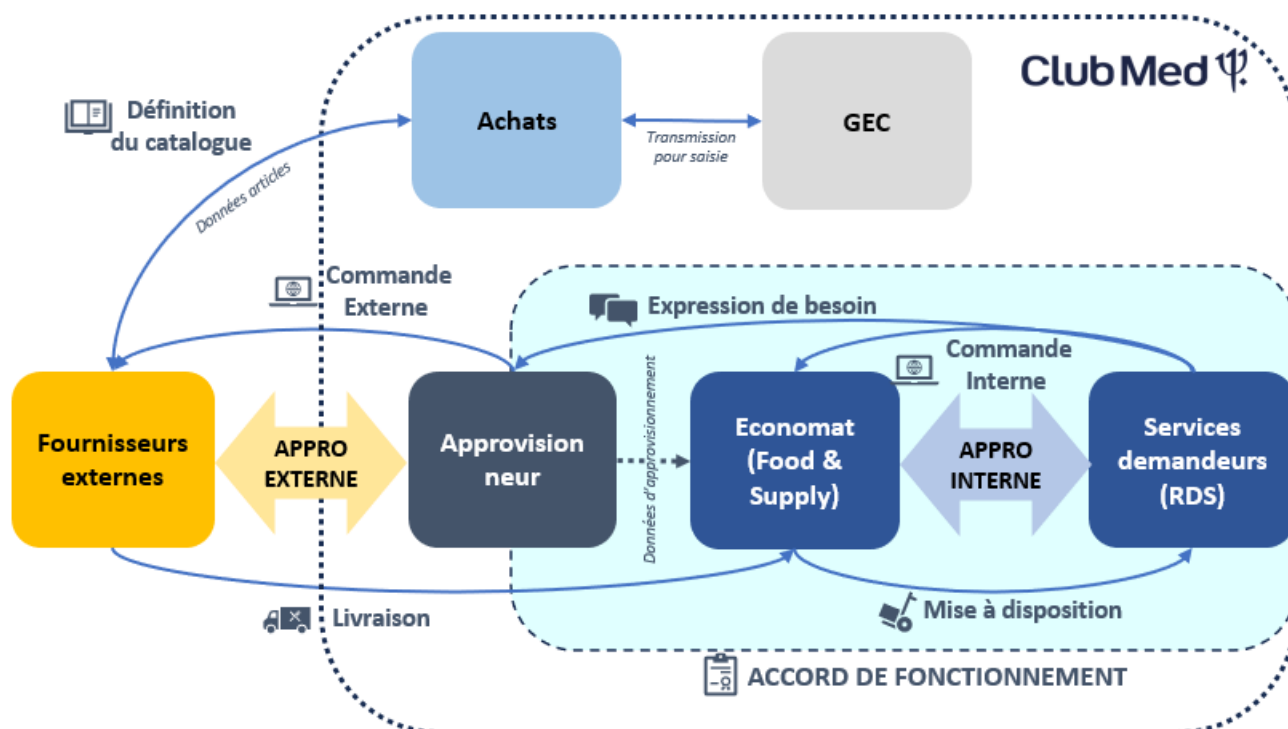 Club Med
Définition
du catalogue
Achats
GEC
Transmission
pour saisie
Données articles
Commande
Externe
Expression de besoin
Commande
Interne
Fournisseurs
externes
APPRO
EXTERNE
Approvision
neur
Données d'approvisionnement
Economat
(Food &
Supply)
APPRO
INTERNE
Services
demandeurs
(RDS)
Livraison
Mise à disposition
ACCORD DE FONCTIONNEMENT